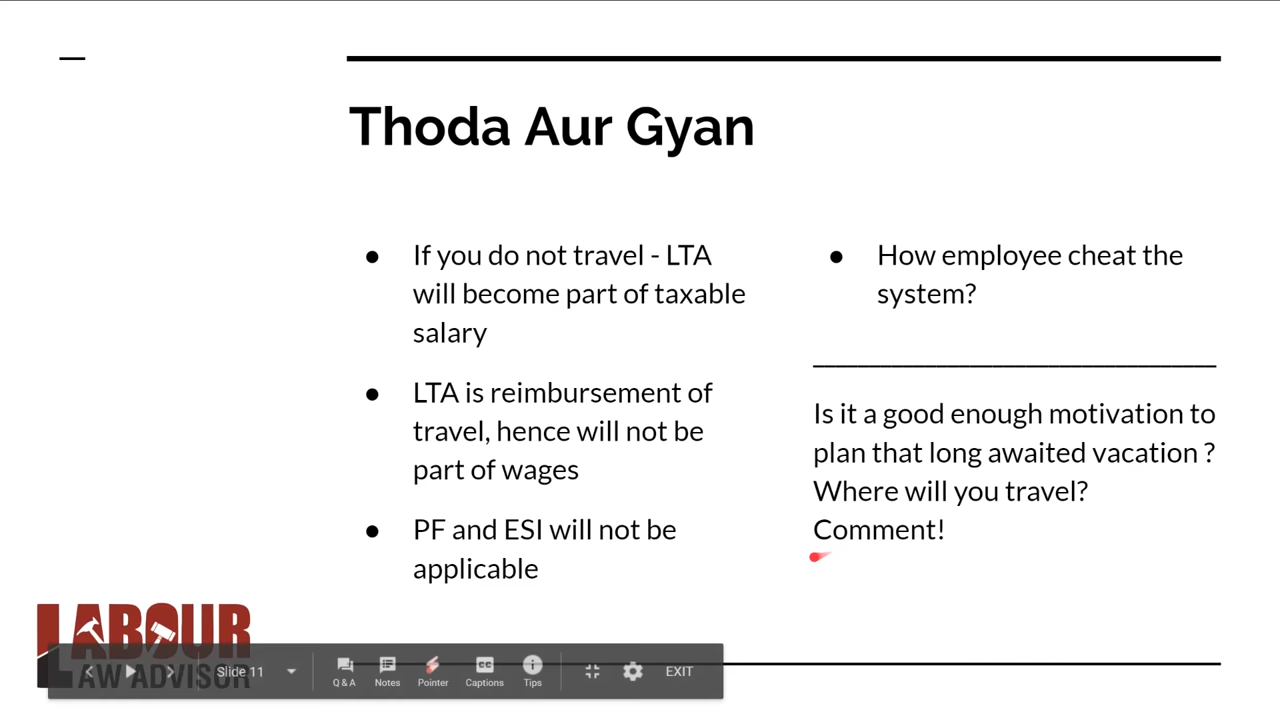 Thoda Aur Gyan
● If you do not travel - LTA
will become part of taxable
salary
● LTA is reimbursement of
travel, hence will not be
part of wages
● PF and ESI will not be
applicable
● How employee cheat the
system?
Is it a good enough motivation to
plan that long awaited vacation ?
Where will you travel?
Comment!
LABOUR
LAW ADVISOR
Slide 11
Q & A
Notes
Pointer
Captions
Tips
EXIT